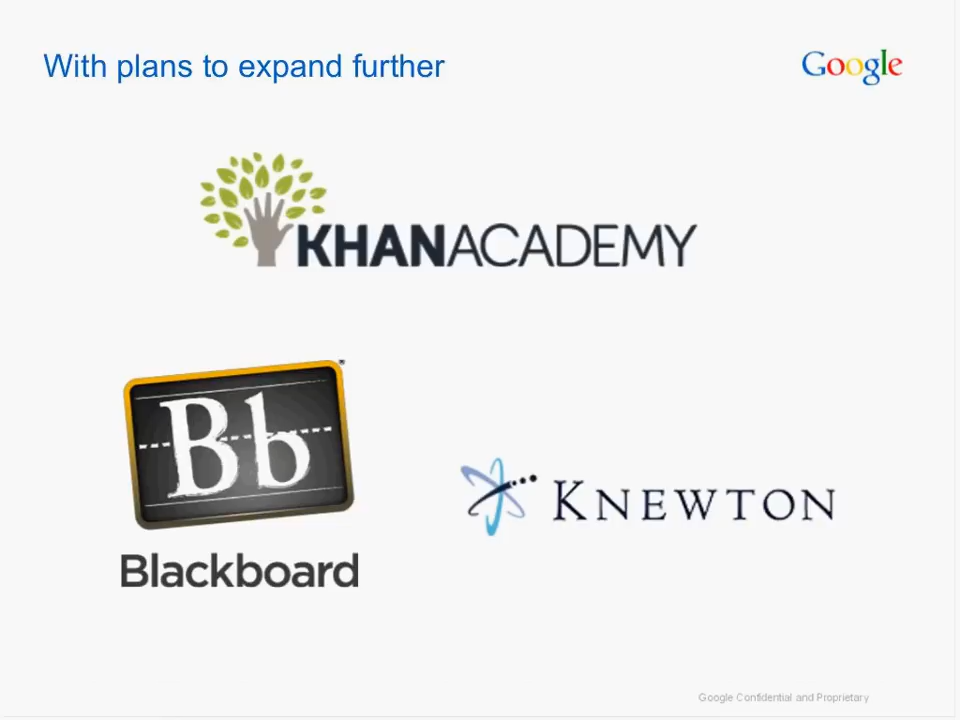 With plans to expand further
Google
KHANACADEMY
Bb
Blackboard
KNEWTON
Google Confidential and Proprietary